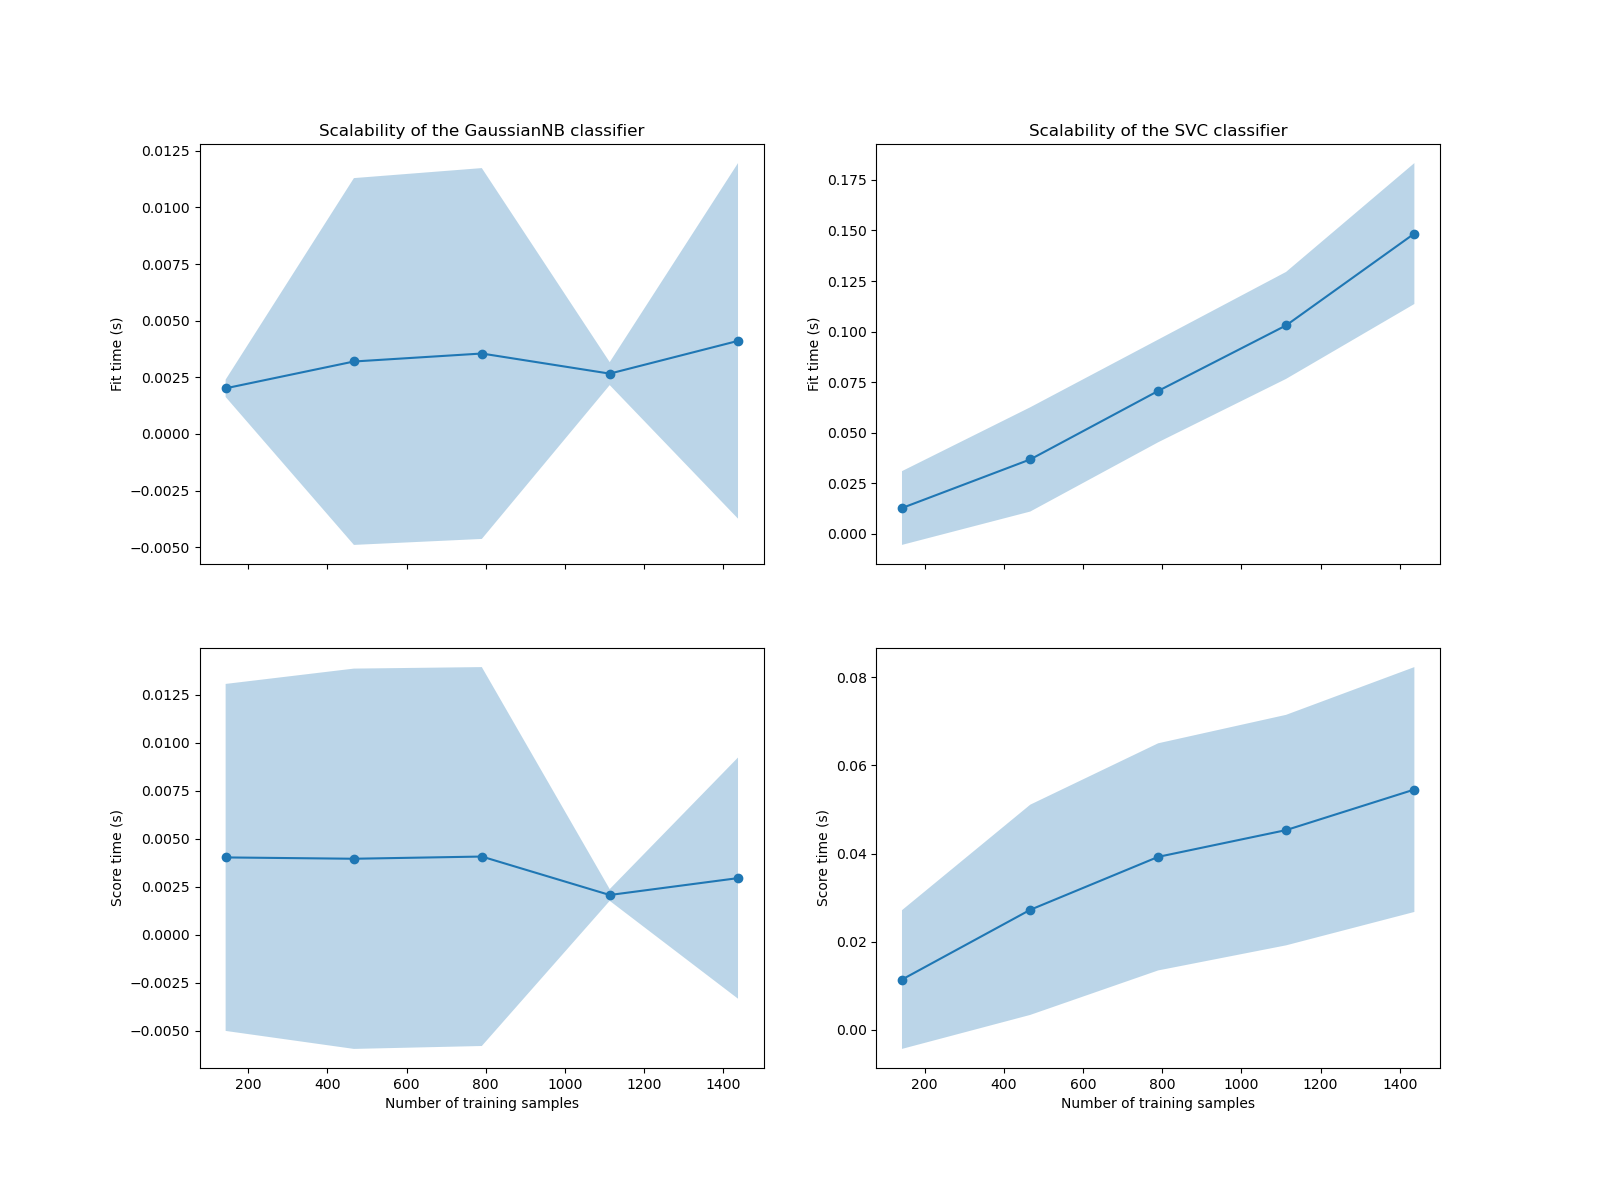 Scalability of the GaussianNB classifier
Fit time (s)
0.0125
0.0100
0.0075
0.0050
0.0025
0.0000
−0.0025
−0.0050
Scalability of the SVC classifier
Fit time (s)
0.175
0.150
0.125
0.100
0.075
0.050
0.025
0.000
Score time (s)
0.0125
0.0100
0.0075
0.0050
0.0025
0.0000
−0.0025
−0.0050
200 400 600 800 1000 1200 1400
Number of training samples
Score time (s)
0.08
0.06
0.04
0.02
0.00
200 400 600 800 1000 1200 1400
Number of training samples